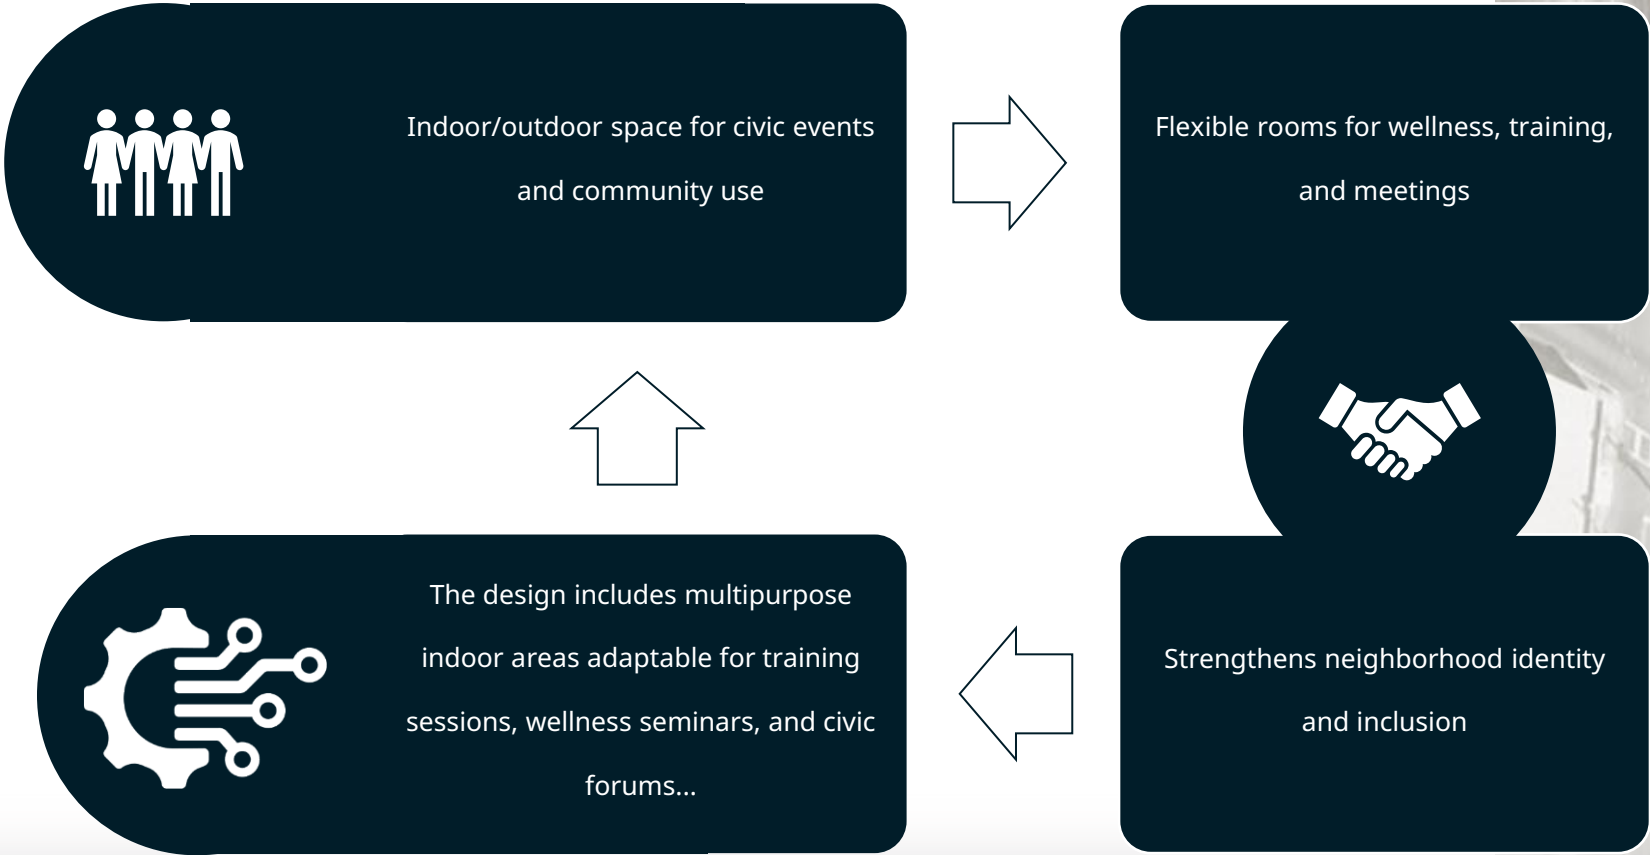 Indoor/outdoor space for civic events
and community use
Flexible rooms for wellness, training,
and meetings
The design includes multipurpose
indoor areas adaptable for training
sessions, wellness seminars, and civic
forums...
Strengthens neighborhood identity
and inclusion